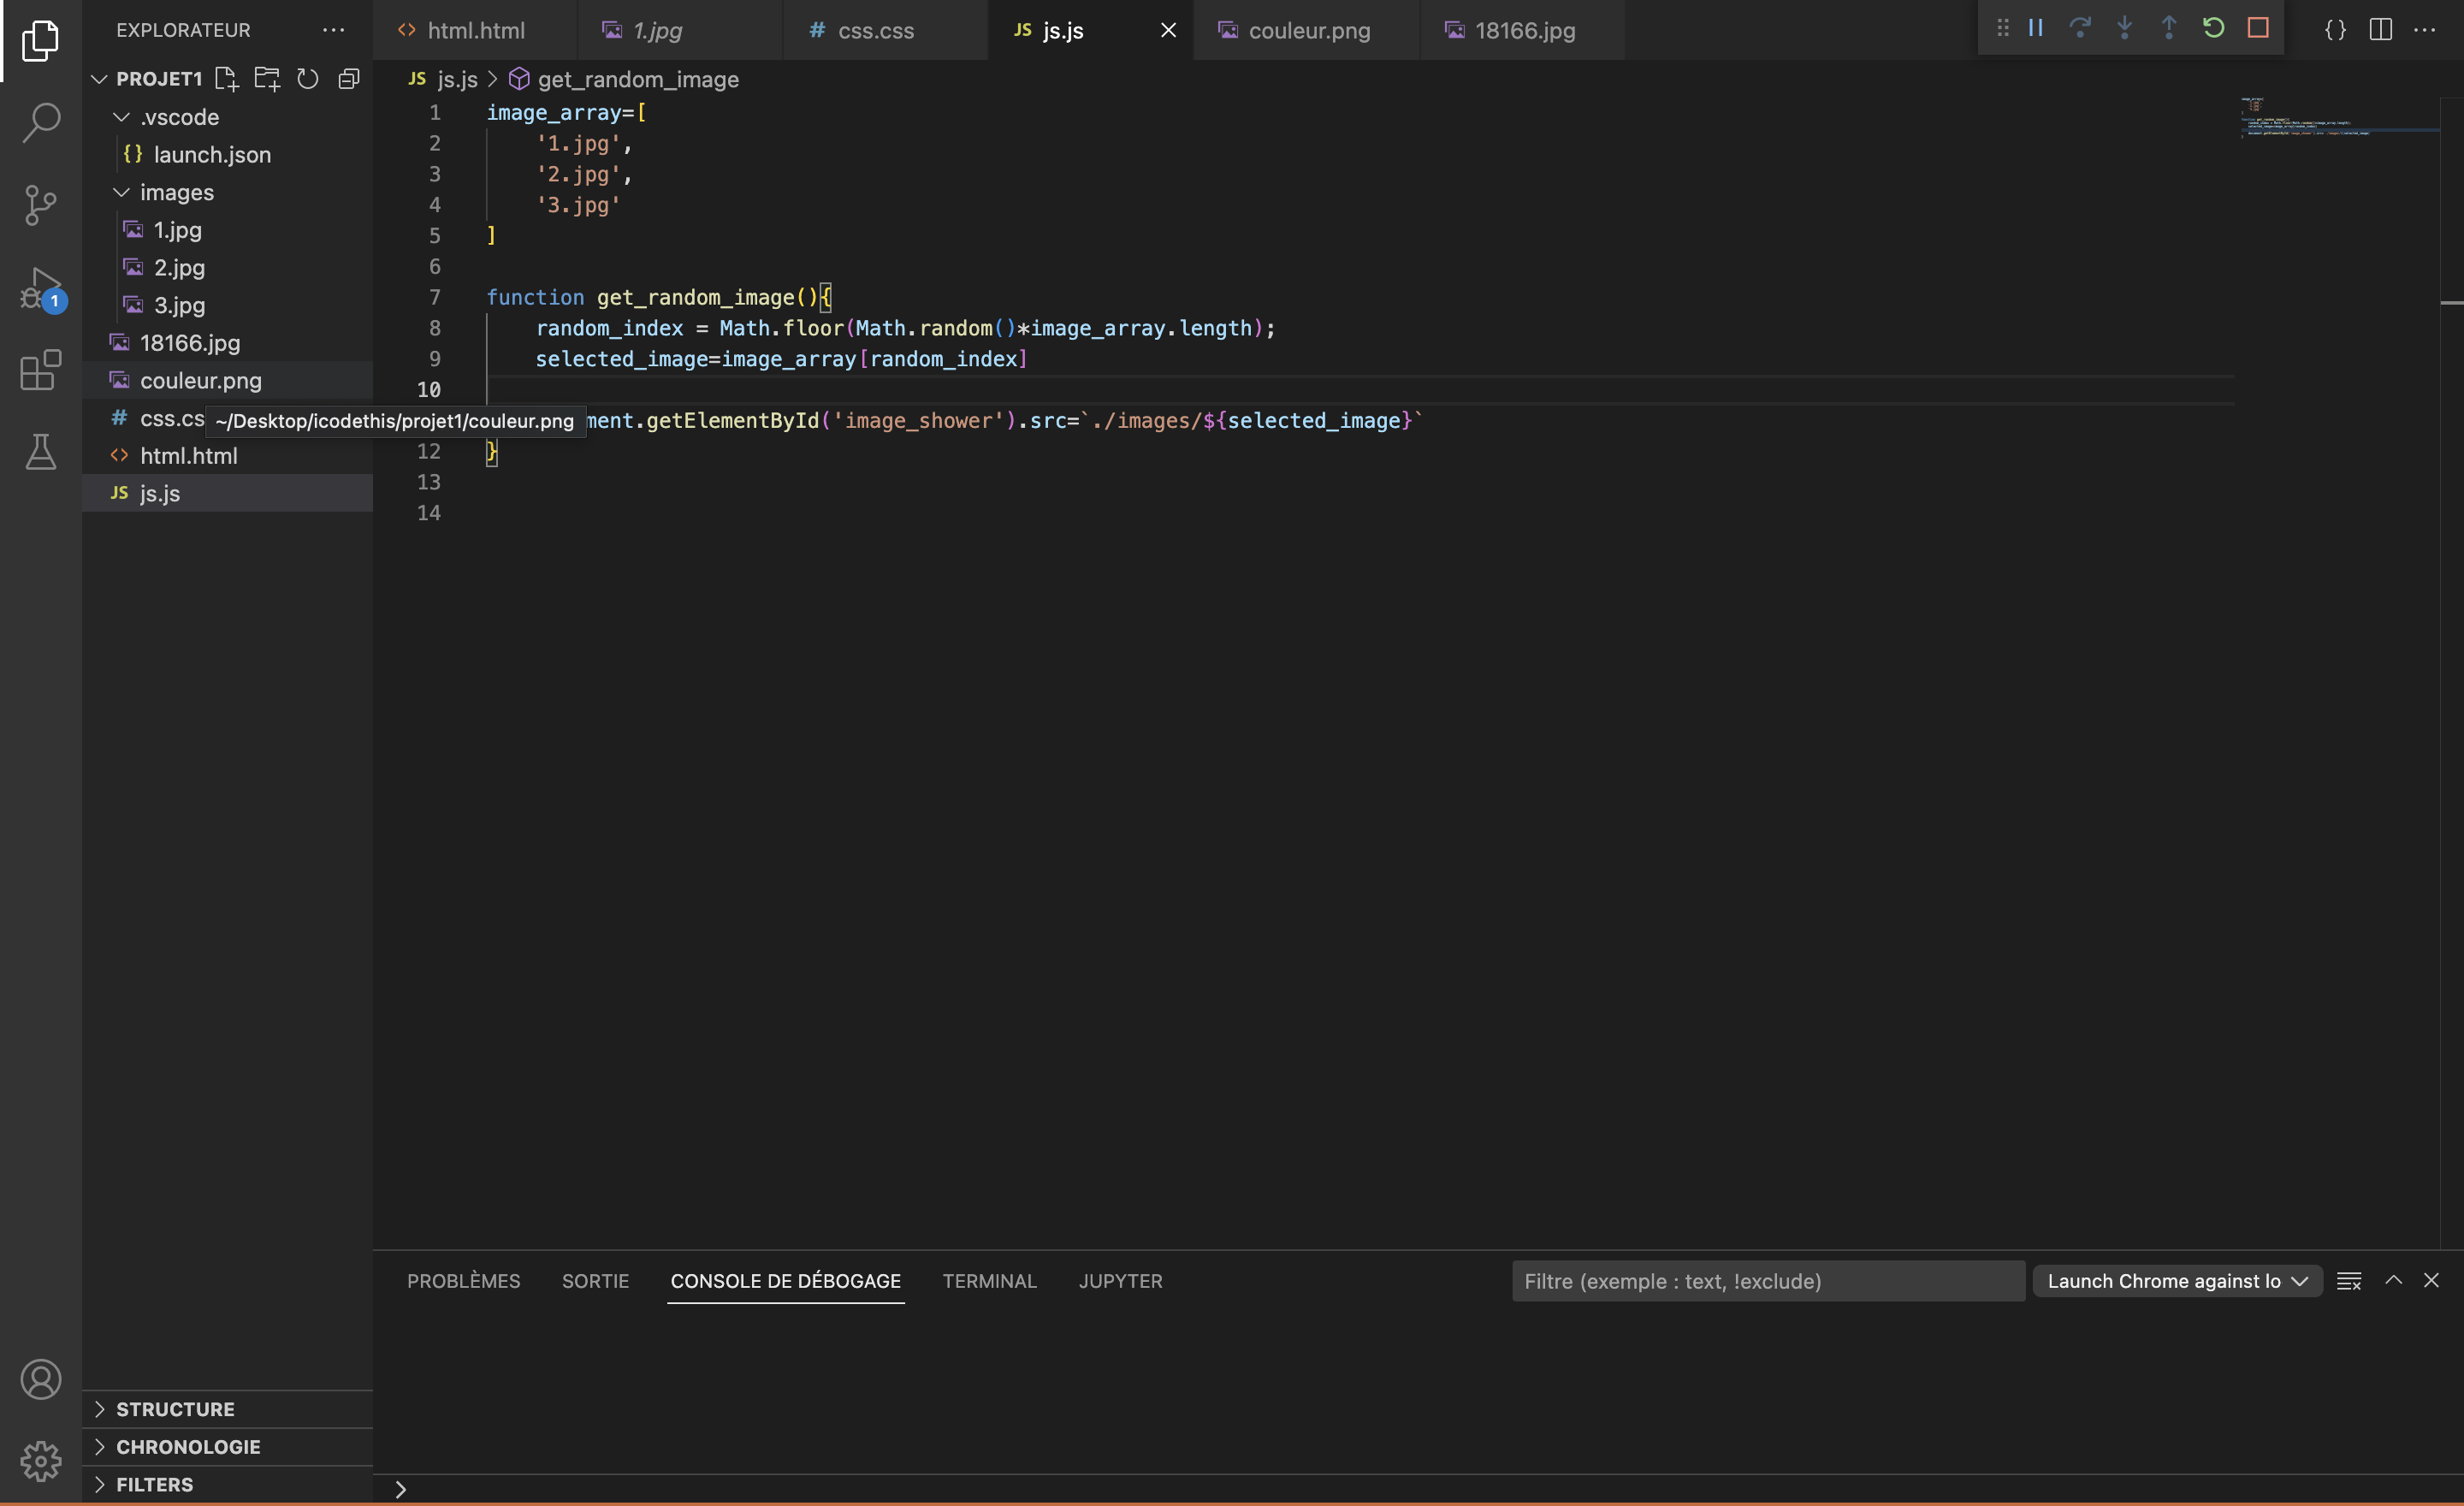 EXPLORATEUR
PROJET1
.vscode
{} launch.json
images
1.jpg
2.jpg
3.jpg
18166.jpg
couleur.png
# css.cs
~/Desktop/icodethis/projet1/couleur.png
<> html.html
JS js.js
STRUCTURE
CHRONOLOGIE
FILTERS
1
<> html.html
1.jpg
# css.css
JS js.js
couleur.png
18166.jpg
JS js.js > get_random_image
1 image_array=[
2     '1.jpg',
3     '2.jpg',
4     '3.jpg'
5 ]
6
7 function get_random_image(){
8     random_index = Math.floor(Math.random()*image_array.length);
9     selected_image=image_array[random_index]
10
ment.getElementById('image_shower').src=`./images/${selected_image}`
12 }
13
14
PROBLÈMES
SORTIE
CONSOLE DE DÉBOGAGE
TERMINAL
JUPYTER
Filtre (exemple : text, !exclude)
Launch Chrome against lo
>